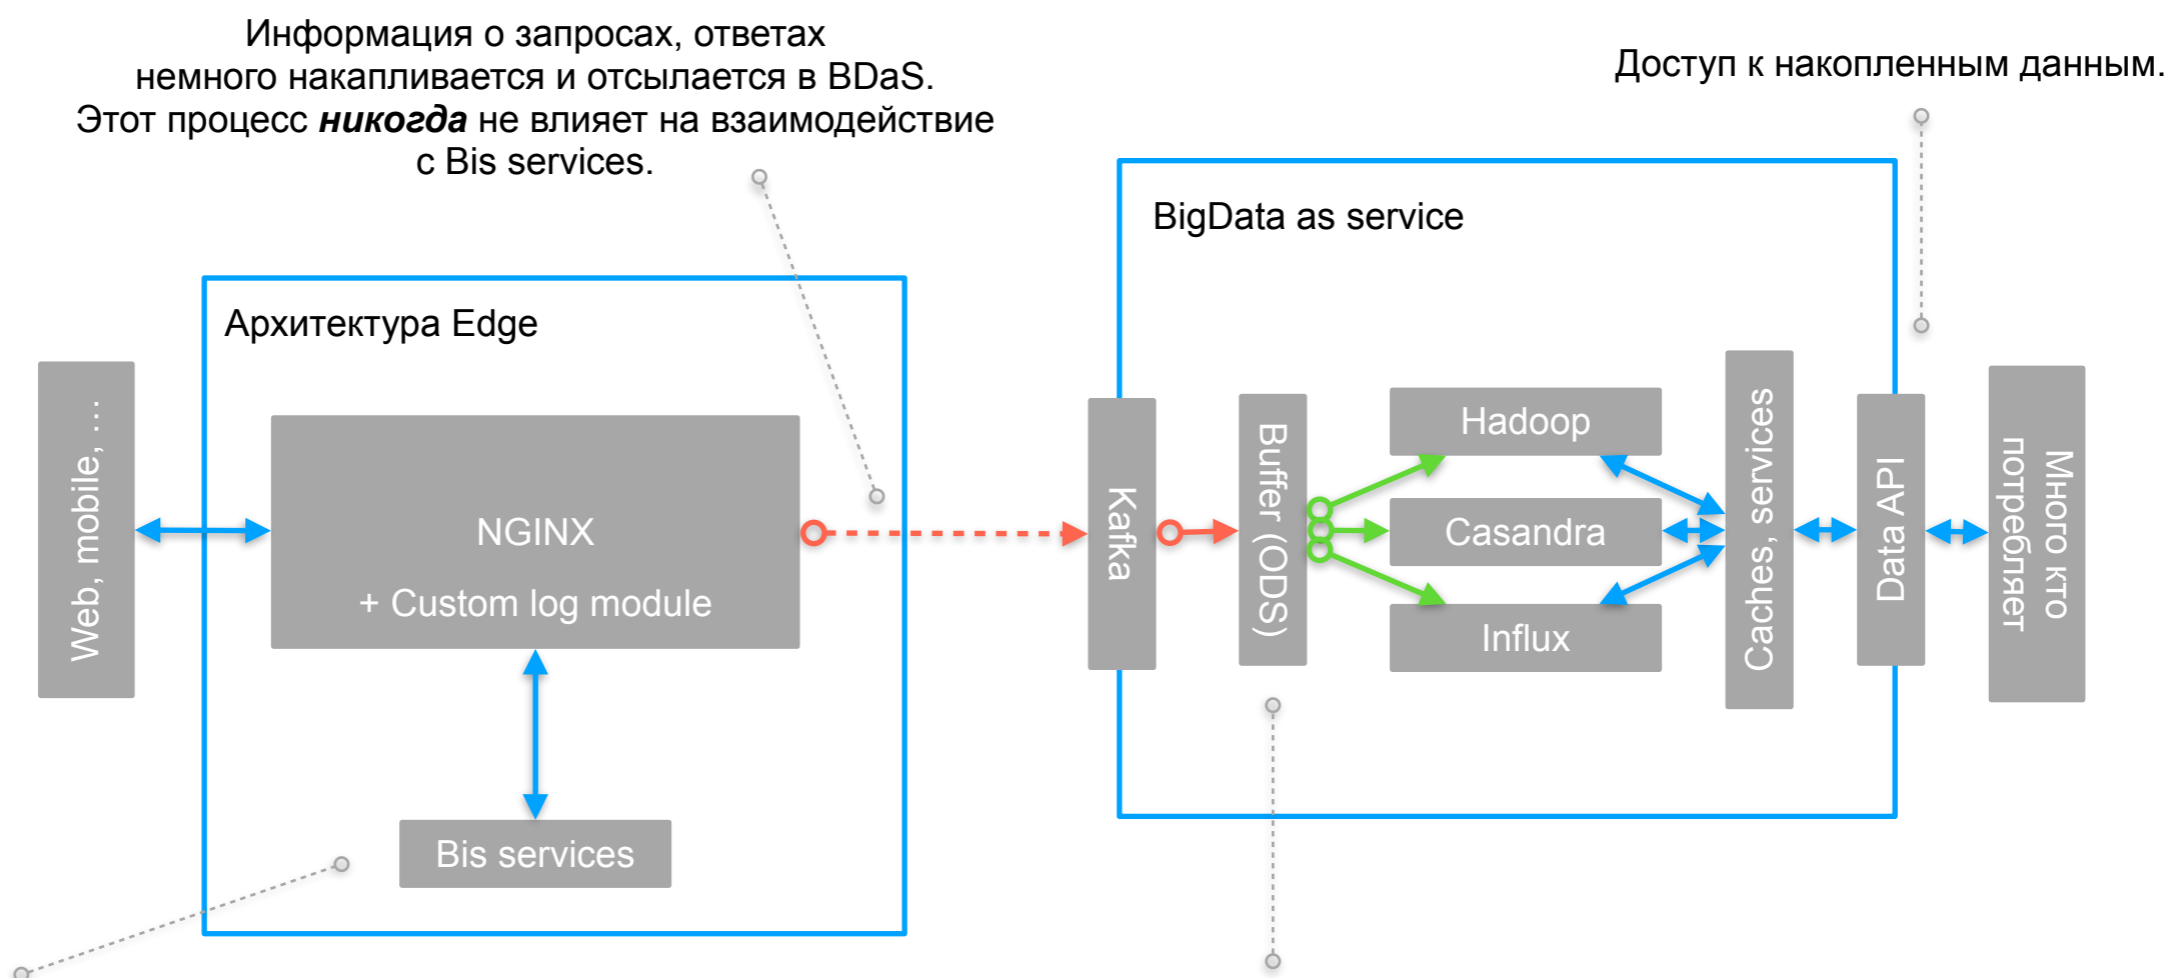 Информация о запросах, ответах
немного накапливается и отсылается в BDaS.
Этот процесс никогда не влияет на взаимодействие
с Bis services.
Доступ к накопленным данным.
BigData as service
Архитектура Edge
Web, mobile, …
NGINX
+ Custom log module
Bis services
Kafka
Buffer (ODS)
Hadoop
Casandra
Influx
Caches, services
Data API
Много кто
потребляет